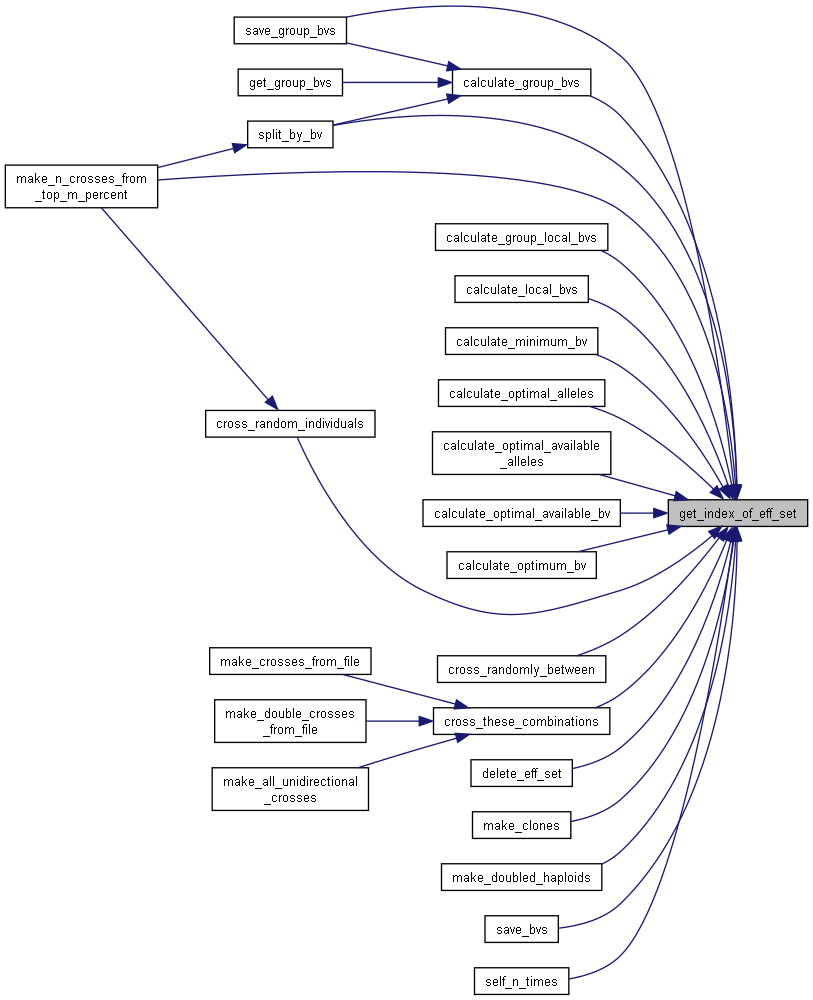 save_group_bvs
get_group_bvs
calculate_group_bvs
split_by_bv
make_n_crosses_from
_top_m_percent
calculate_group_local_bvs
calculate_local_bvs
calculate_minimum_bv
calculate_optimal_alleles
cross_random_individuals
calculate_optimal_available
_alleles
calculate_optimal_available_bv
get_index_of_eff_set
calculate_optimum_bv
make_crosses_from_file
cross_randomly_between
make_double_crosses
_from_file
cross_these_combinations
make_all_unidirectional
_crosses
delete_eff_set
make_clones
make_doubled_haploids
save_bvs
self_n_times